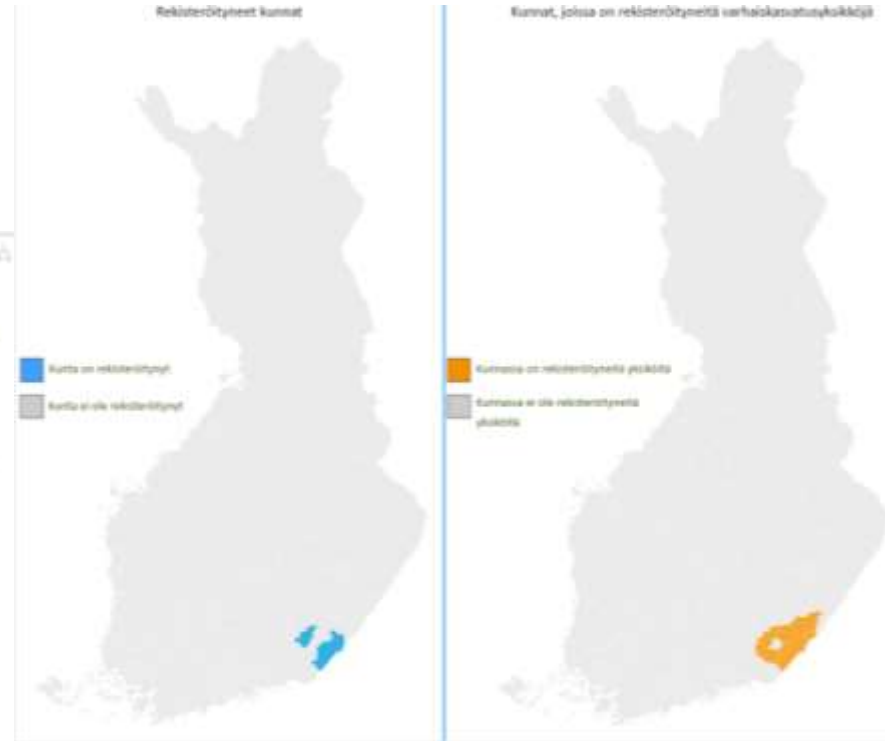 Rekisteröityneet kunnat
Kunta on rekisteröitynyt
Kunta ei ole rekisteröitynyt
Kunnat, joissa on rekisteröityneitä varhaiskasvatusyksikköjä
Kunnassa on rekisteröityneitä yksiköitä
Kunnassa ei ole rekisteröityneitä
yksiköitä